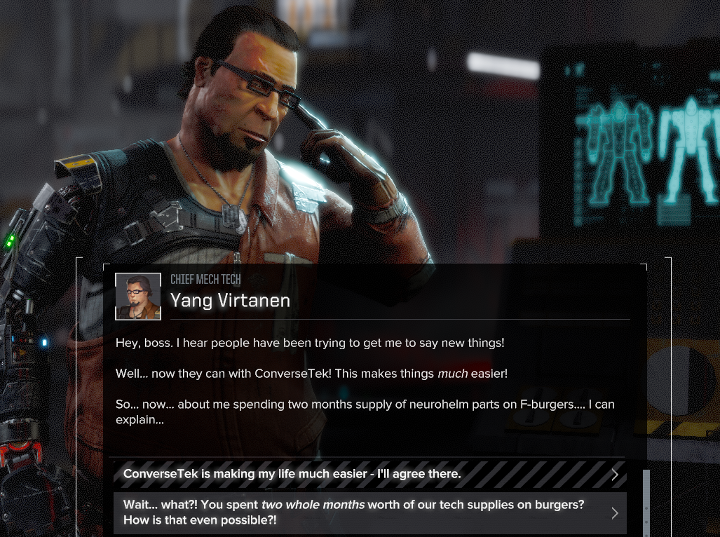 CHIEF MECH TECH
Yang Virtanen
Hey, boss. I hear people have been trying to get me to say new things!
Well... now they can with ConverseTek! This makes things much easier!
So... now... about me spending two months supply of neurohelm parts on F-burgers.... I can
explain...
ConverseTek is making my life much easier - I'll agree there.
Wait... what?! You spent two whole months worth of our tech supplies on burgers?
How is that even possible?!